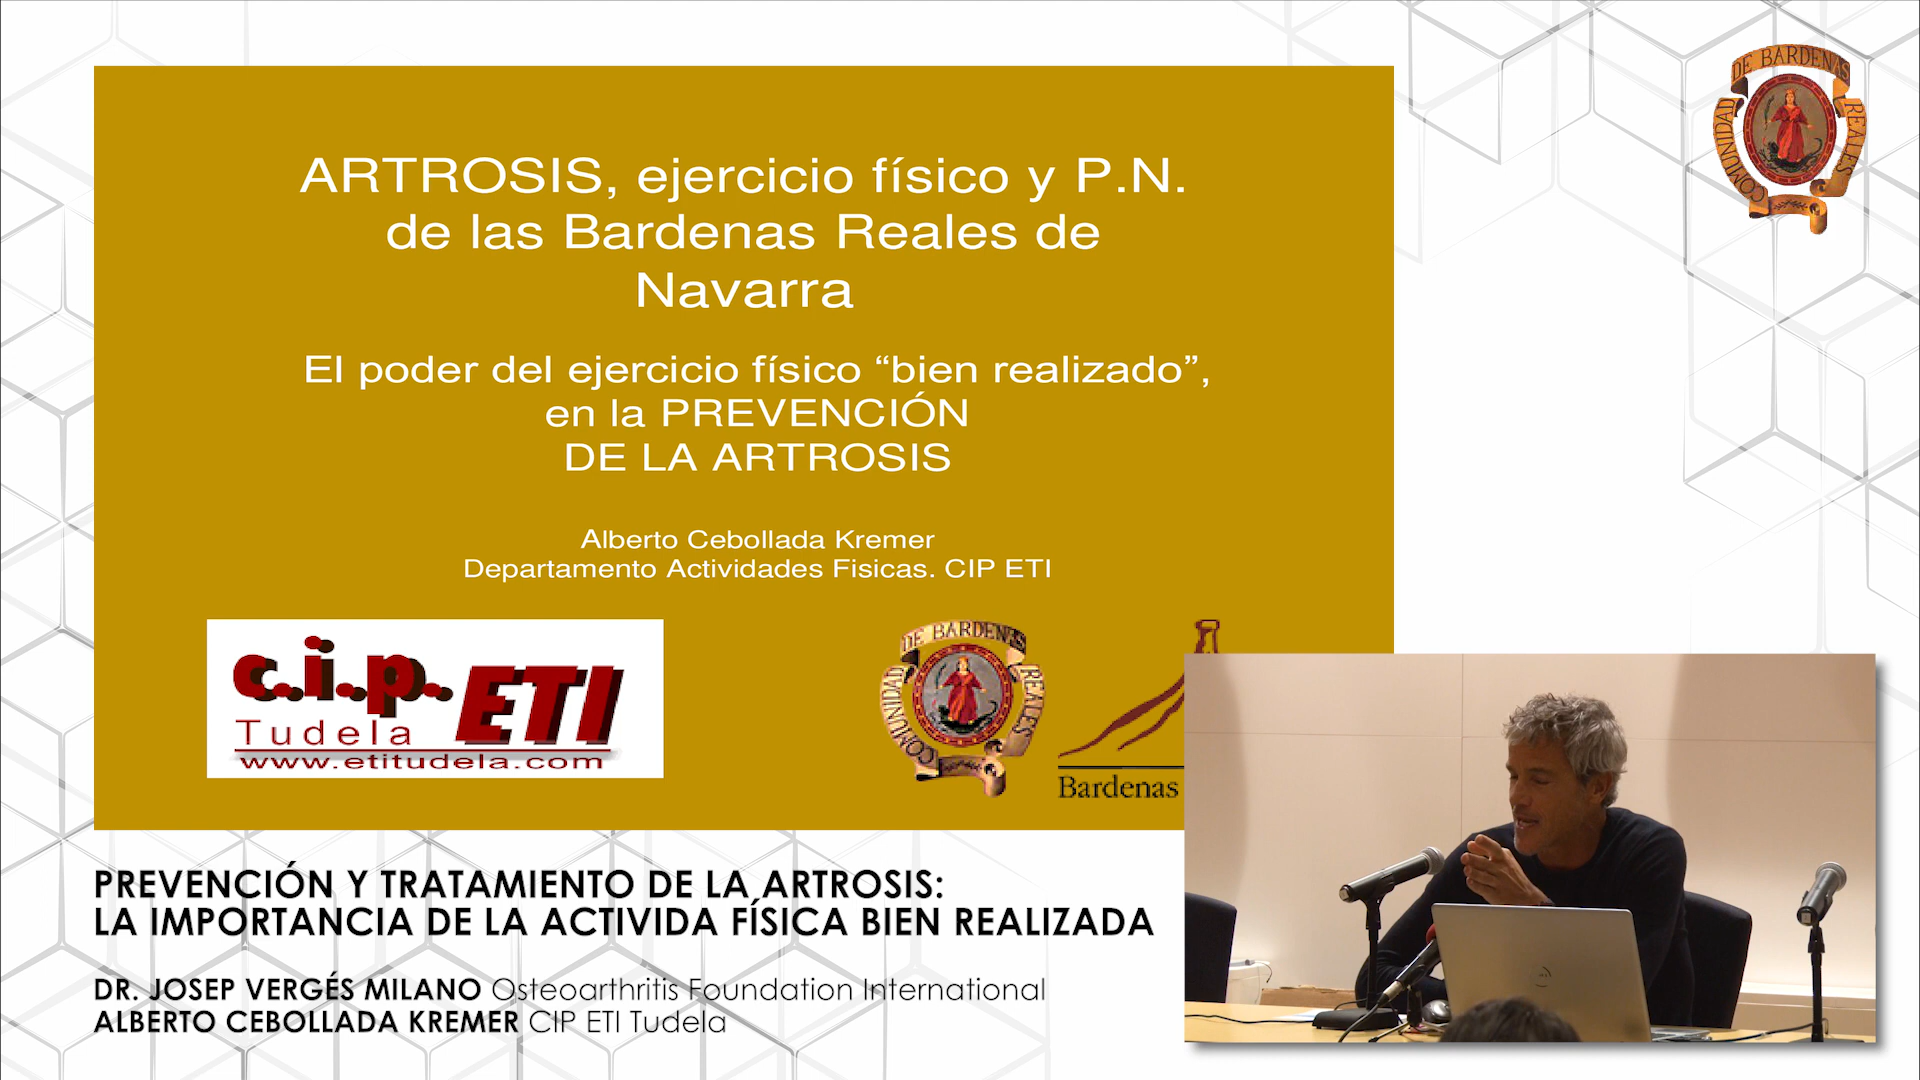 ARTROSIS, ejercicio físico y P.N.
de las Bardenas Reales de
Navarra
El poder del ejercicio físico “bien realizado”,
en la PREVENCIÓN
DE LA ARTROSIS
Alberto Cebollada Kremer
Departamento Actividades Fisicas. CIP ETI
c.i.p. ETI
Tudela
www.etitudela.com
COMUNIDAD DE BARDENAS REALES
Bardenas
COMUNIDAD DE BARDENAS REALES
PREVENCIÓN Y TRATAMIENTO DE LA ARTROSIS:
LA IMPORTANCIA DE LA ACTIVIDA FÍSICA BIEN REALIZADA
DR. JOSEP VERGÉS MILANO Osteoarthritis Foundation International
ALBERTO CEBOLLADA KREMER CIP ETI Tudela